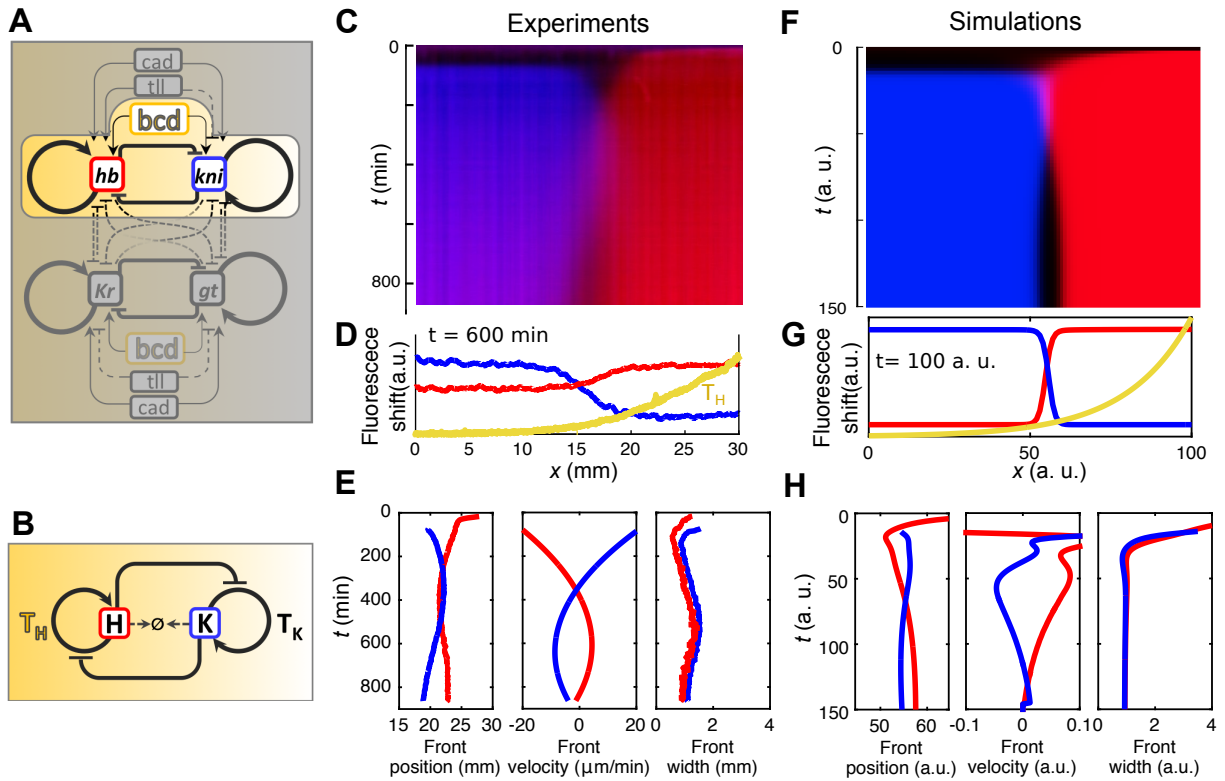 A
cad
tll
bcd
hb
kni
Kr
gt
bcd
tll
cad
B
T_H
H
ø
K
T_K
Experiments
C
0
t (min)
800
D
t = 600 min
Fluorescece
shift(a.u.)
T_H
0 5 10 15 20 25 30
x (mm)
E
0
200
400
600
800
t (min)
15 20 25 30
Front
position (mm)
-20 0 20
Front
velocity (µm/min)
0 2 4
Front
width (mm)
Simulations
F
0
t (a. u.)
150
G
t= 100 a. u.
Fluorescece
shift(a.u.)
0 50 100
x (a. u.)
H
0
50
100
150
t (a. u.)
50 60
Front
position (a.u.)
-0.1 0 0.1
Front
velocity (a.u.)
0 2 4
Front
width (a.u.)